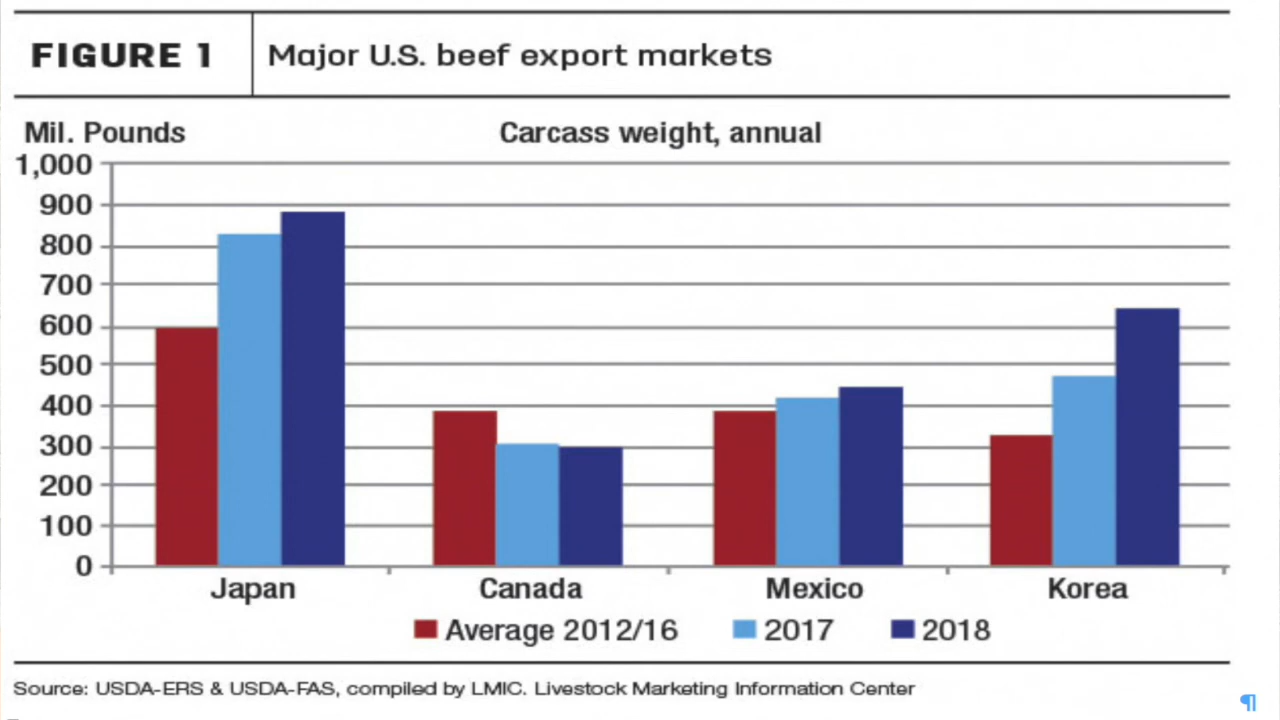 FIGURE 1
Major U.S. beef export markets
Mil. Pounds
Carcass weight, annual
1,000
900
800
700
600
500
400
300
200
100
0
Japan
Canada
Mexico
Korea
Average 2012/16
2017
2018
Source: USDA-ERS & USDA-FAS, compiled by LMIC. Livestock Marketing Information Center
¶